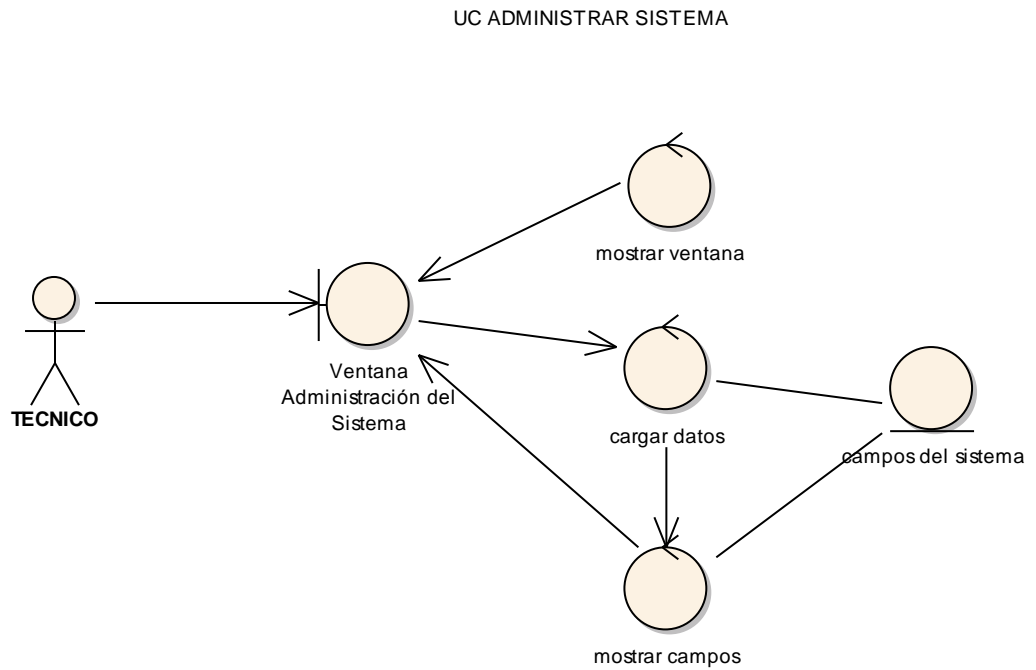 UC ADMINISTRAR SISTEMA
mostrar ventana
TECNICO
Ventana
Administración del
Sistema
cargar datos
campos del sistema
mostrar campos